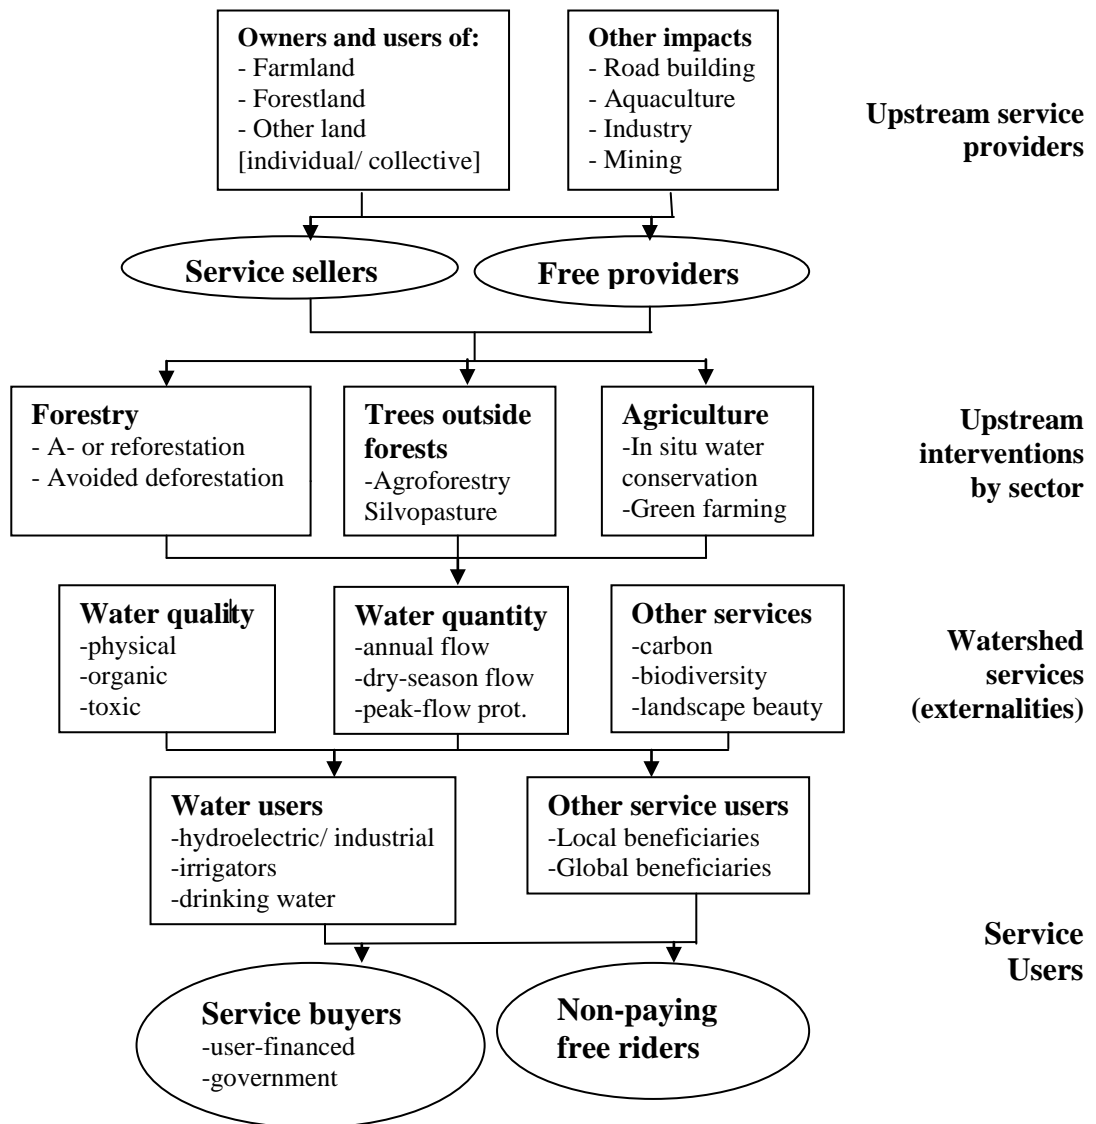 Owners and users of:
- Farmland
- Forestland
- Other land
[individual/ collective]
Other impacts
- Road building
- Aquaculture
- Industry
- Mining
Upstream service
providers
Service sellers
Free providers
Forestry
- A- or reforestation
- Avoided deforestation
Trees outside
forests
-Agroforestry
Silvopasture
Agriculture
-In situ water
conservation
-Green farming
Upstream
interventions
by sector
Water quality
-physical
-organic
-toxic
Water quantity
-annual flow
-dry-season flow
-peak-flow prot.
Other services
-carbon
-biodiversity
-landscape beauty
Watershed
services
(externalities)
Water users
-hydroelectric/ industrial
-irrigators
-drinking water
Other service users
-Local beneficiaries
-Global beneficiaries
Service
Users
Service buyers
-user-financed
-government
Non-paying
free riders